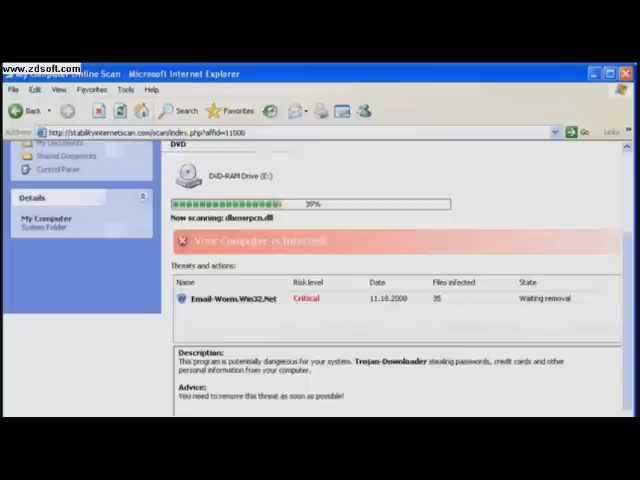 www.zdsoft.com
My Computer Online Scan - Microsoft Internet Explorer
File Edit View Favorites Tools Help
Back Search Favorites
Address http://stabilityinternetscan.com/scan/index.php?affid=11000 Go Links »
My Documents
Shared Documents
Control Panel
Details
My Computer
System Folder
DVD
DVD-RAM Drive (E:)
39%
Now scanning: dbmsrpcn.dll
Your Computer is Infected!
Threats and actions:
Name Risk level Date Files infected State
Email-Worm.Win32.Net Critical 11.18.2008 35 Waiting removal
Description:
This program is potentially dangerous for your system. Trojan-Downloader stealing passwords, credit cards and other
personal information from your computer.
Advice:
You need to remove this threat as soon as possible!